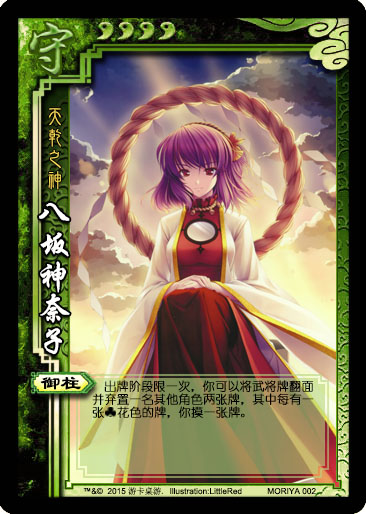 守
天乾之神
八坂神奈子
御柱
出牌阶段限一次，你可以将武将牌翻面
并弃置一名其他角色两张牌，其中每有一
张♣花色的牌，你摸一张牌。
™&© 2015 游卡桌游. Illustration:LittleRed MORIYA 002